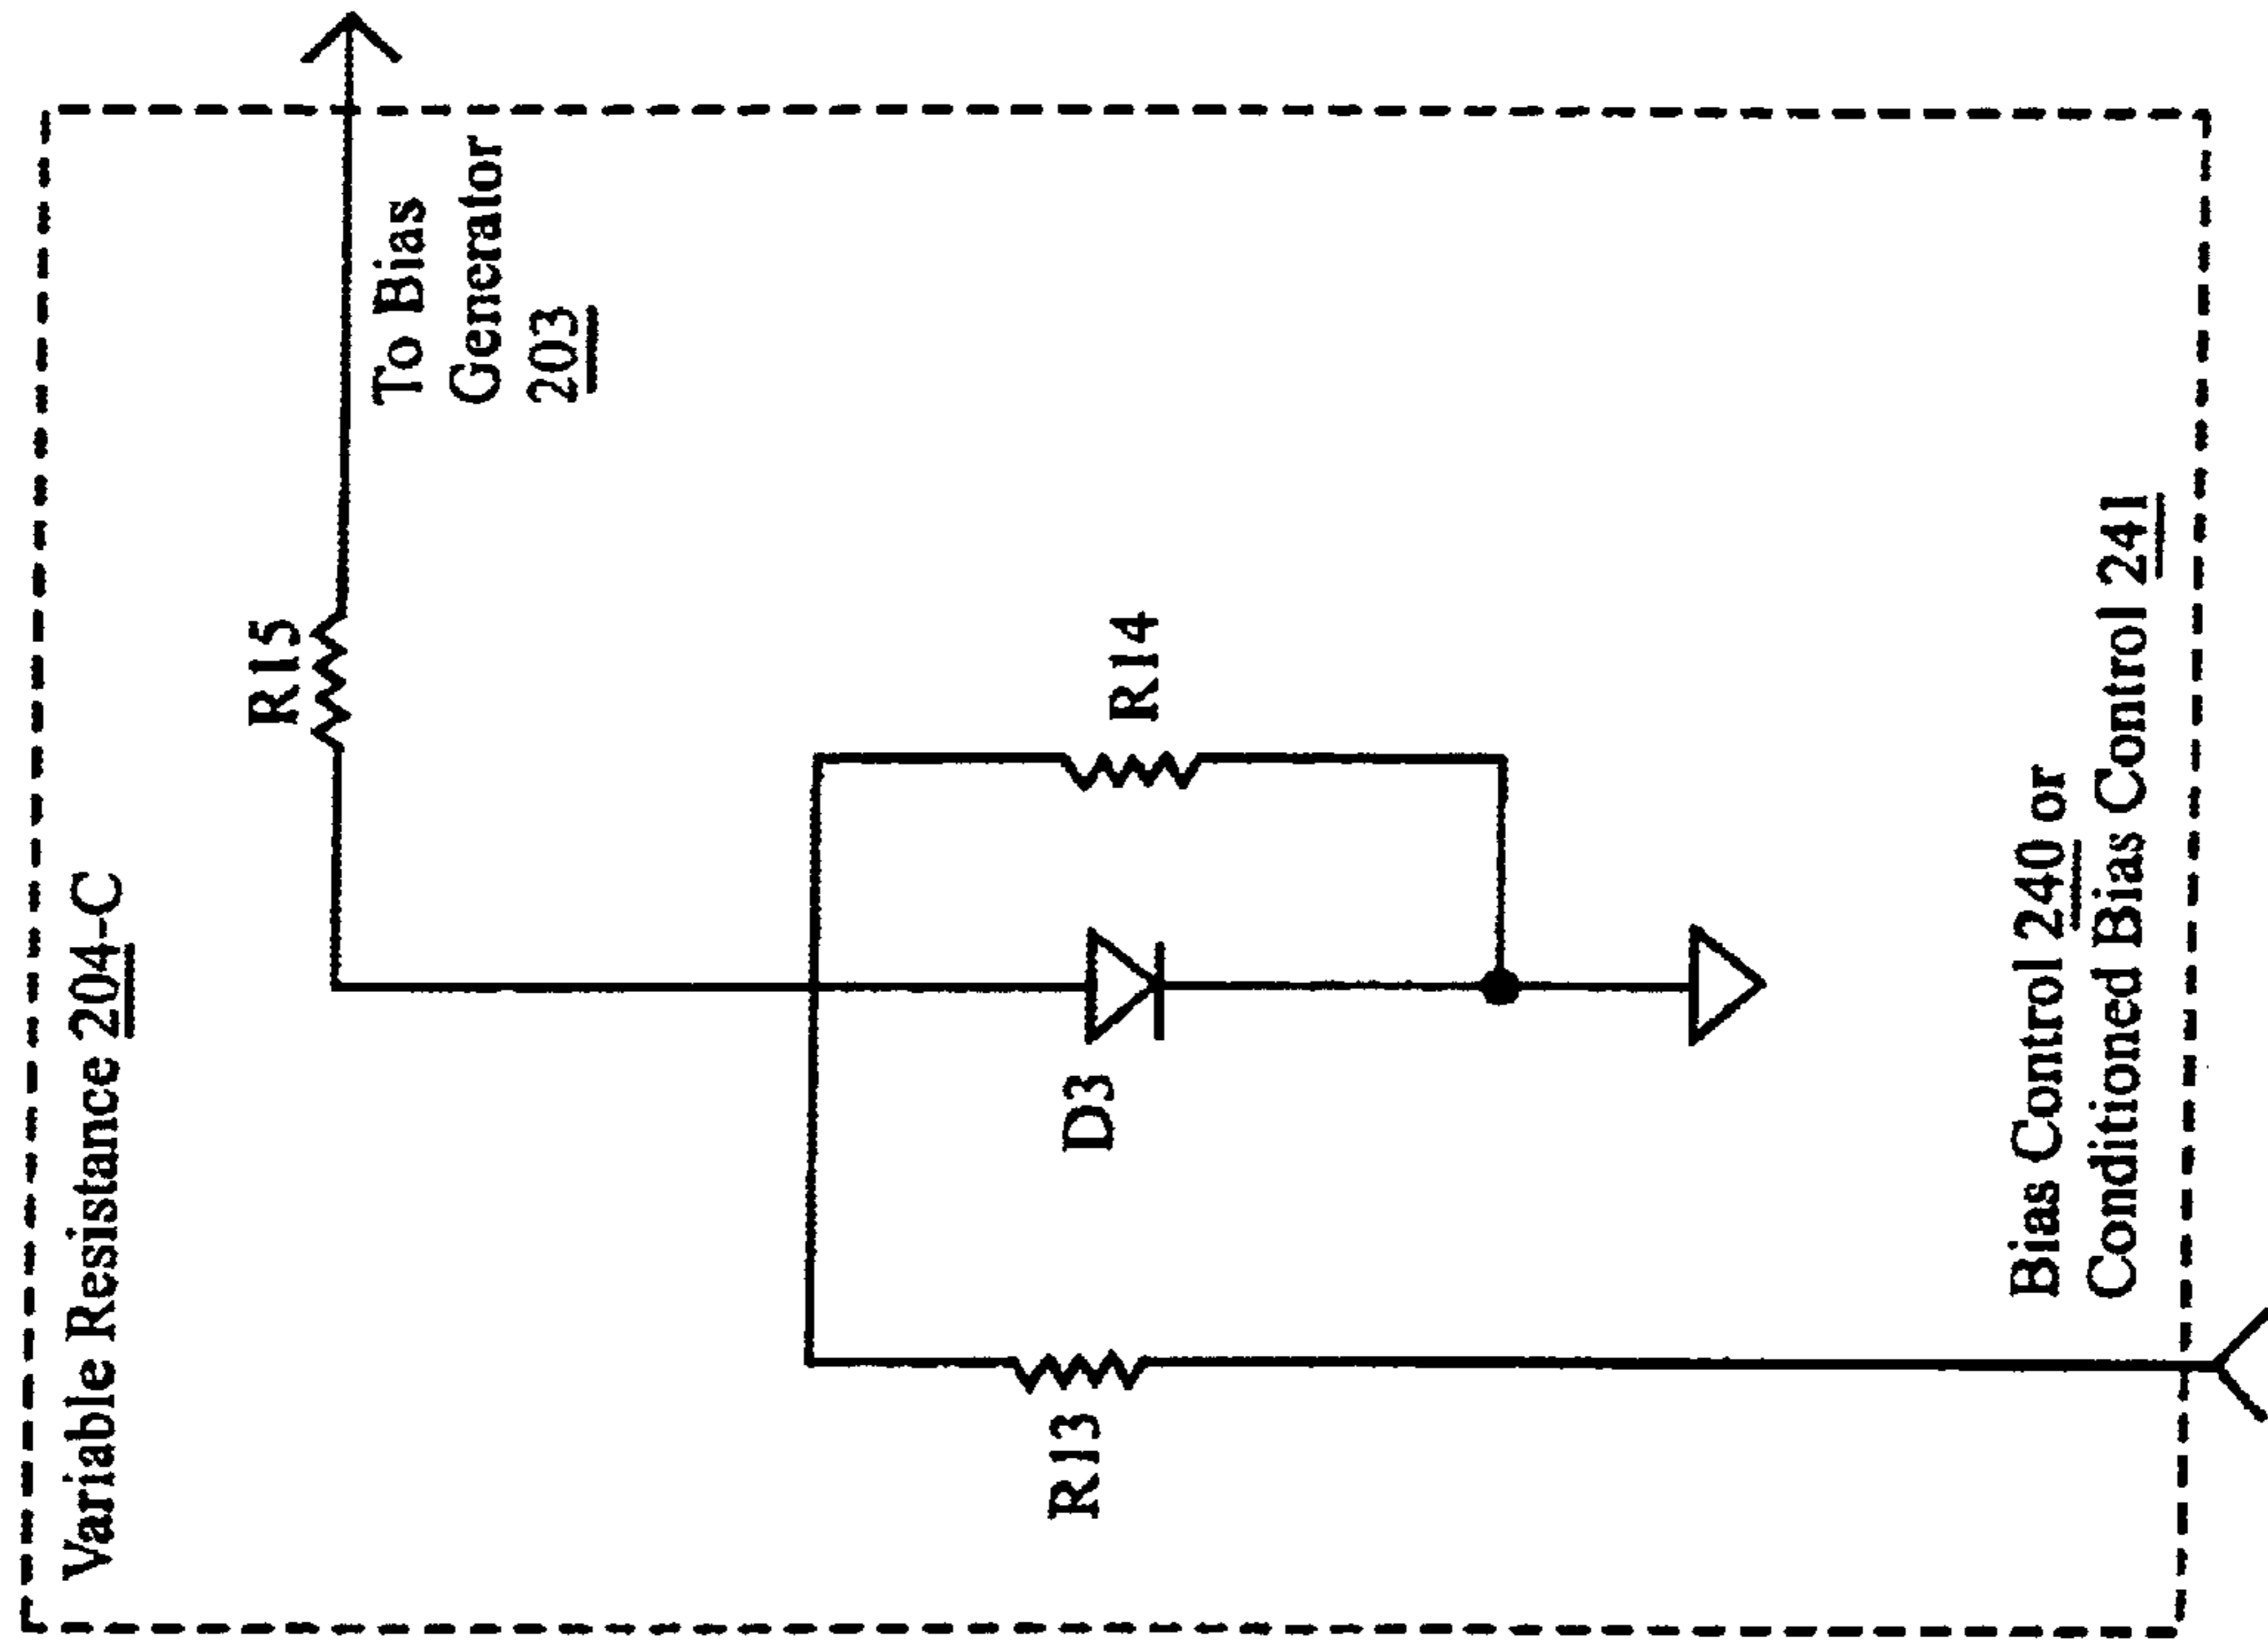 Variable Resistance 204-C
R15
To Bias
Generator
203
R13
D3
R14
Bias Control 240 or
Conditioned Bias Control 241